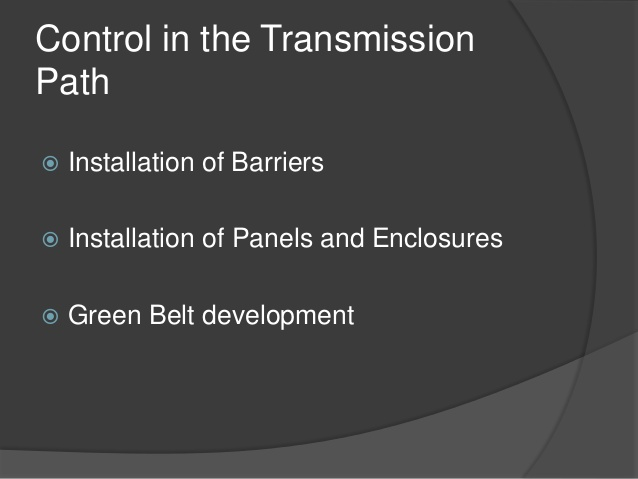 Control in the Transmission
Path
Installation of Barriers
Installation of Panels and Enclosures
Green Belt development